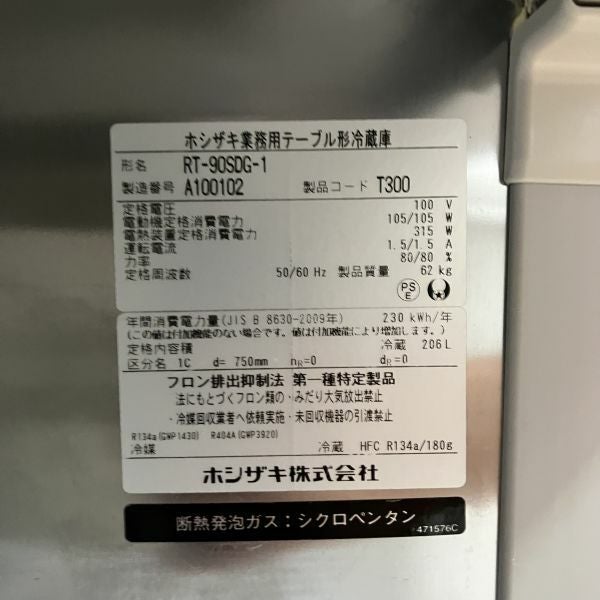 ホシザキ業務用テーブル形冷蔵庫
形名 RT-90SDG-1
製造番号 A100102 製品コード T300
定格電圧 100 V
電動機定格消費電力 105/105 W
電熱装置定格消費電力 315 W
運転電流 1.5/1.5 A
力率 80/80 %
定格周波数 50/60 Hz 製品質量 62 kg
PS
E
年間消費電力量(JIS B 8630-2009年) 230 kWh/年
(この値は付加機能のない場合です。値は付加機能により増加します。)
定格内容積 冷蔵 206 L
区分名 1C d= 750mm nR=0 dR=0
フロン排出抑制法 第一種特定製品
法にもとづくフロン類の・みだり大気放出禁止
・冷媒回収業者へ依頼実施・未回収機器の引渡禁止
R134a(GWP1430) R404A(GWP3920)
冷媒 冷蔵 HFC R134a/180g
ホシザキ株式会社
断熱発泡ガス：シクロペンタン
471576C